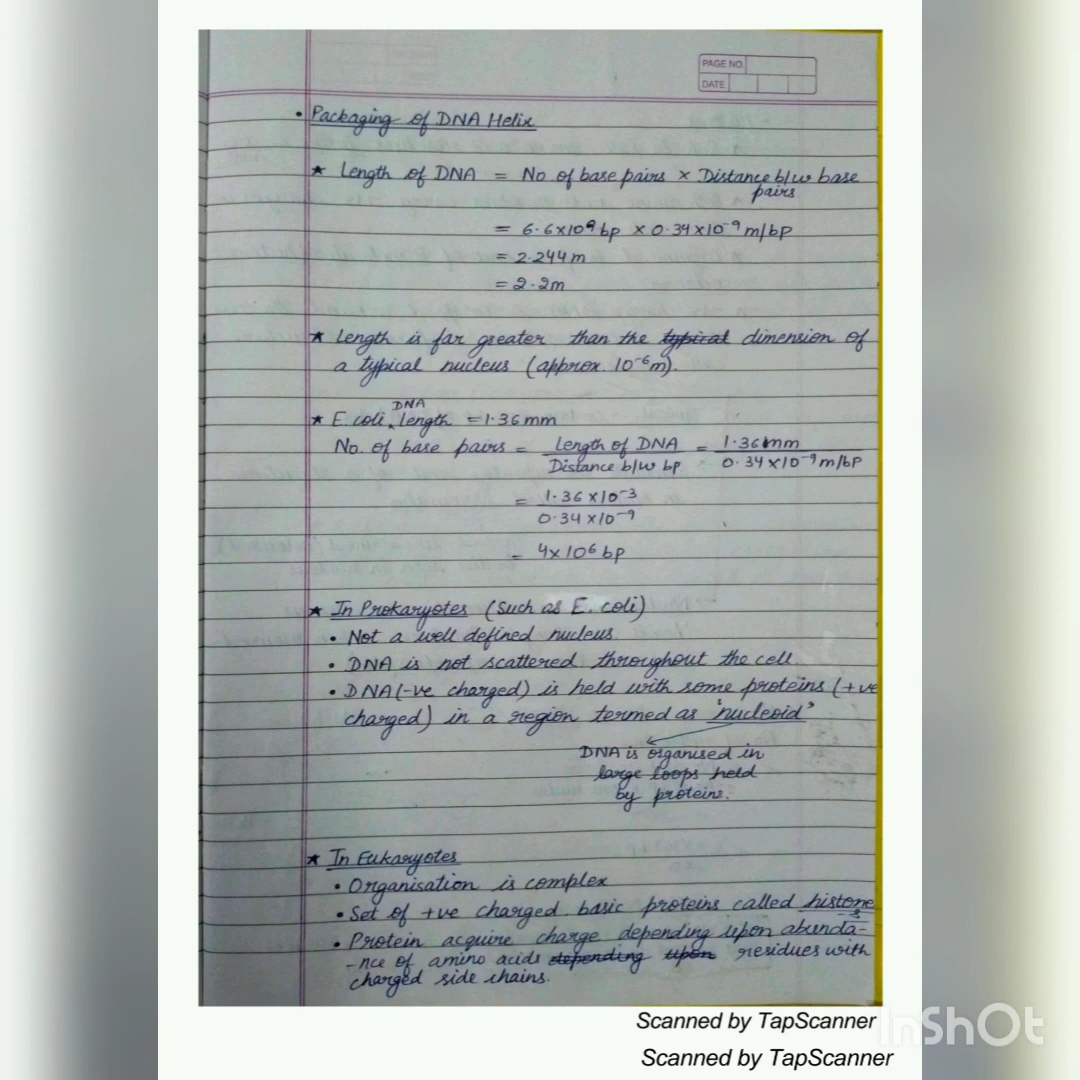 PAGE NO.
DATE
• Packaging of DNA Helix
★ Length of DNA = No. of base pairs × Distance b/w base
pairs
= 6.6×10⁹ bp × 0.34×10⁻⁹ m/bp
= 2.244m
= 2.2m
★ Length is far greater than the ~~typical~~ dimension of
a typical nucleus (approx. 10⁻⁶m).
DNA
★ E. coli ‸ length = 1.36mm
No. of base pairs = Length of DNA / Distance b/w bp = 1.36mm / 0.34×10⁻⁹ m/bp
= 1.36×10⁻³ / 0.34×10⁻⁹
= 4×10⁶ bp
★ In Prokaryotes (Such as E. coli)
• Not a well defined nucleus.
• DNA is not scattered throughout the cell.
• DNA (-ve charged) is held with some proteins (+ve
charged) in a region termed as 'nucleoid'
DNA is organised in
large loops held
by proteins.
★ In Eukaryotes
• Organisation is complex
• Set of +ve charged basic proteins called histone
s
• Protein acquire charge depending upon abunda-
-nce of amino acids ~~depending upon~~ residues with
charged side chains.
Scanned by TapScanner
InShOt
Scanned by TapScanner